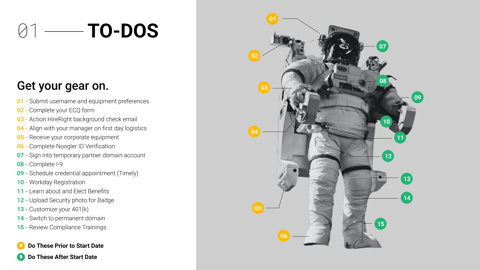 01 TO-DOS
Get your gear on.
01 - Submit username and equipment preferences
02 - Complete your ECQ form
03 - Action HireRight background check email
04 - Align with your manager on first day logistics
05 - Receive your corporate equipment
06 - Complete Noogler ID Verification
07 - Sign into temporary partner domain account
08 - Complete I-9
09 - Schedule credential appointment (Timely)
10 - Workday Registration
11 - Learn about and Elect Benefits
12 - Upload Security photo for Badge
13 - Customize your 401(k)
14 - Switch to permanent domain
15 - Review Compliance Trainings
Do These Prior to Start Date
Do These After Start Date
01
02
03
04
05
06
07
08
09
10
11
12
13
14
15